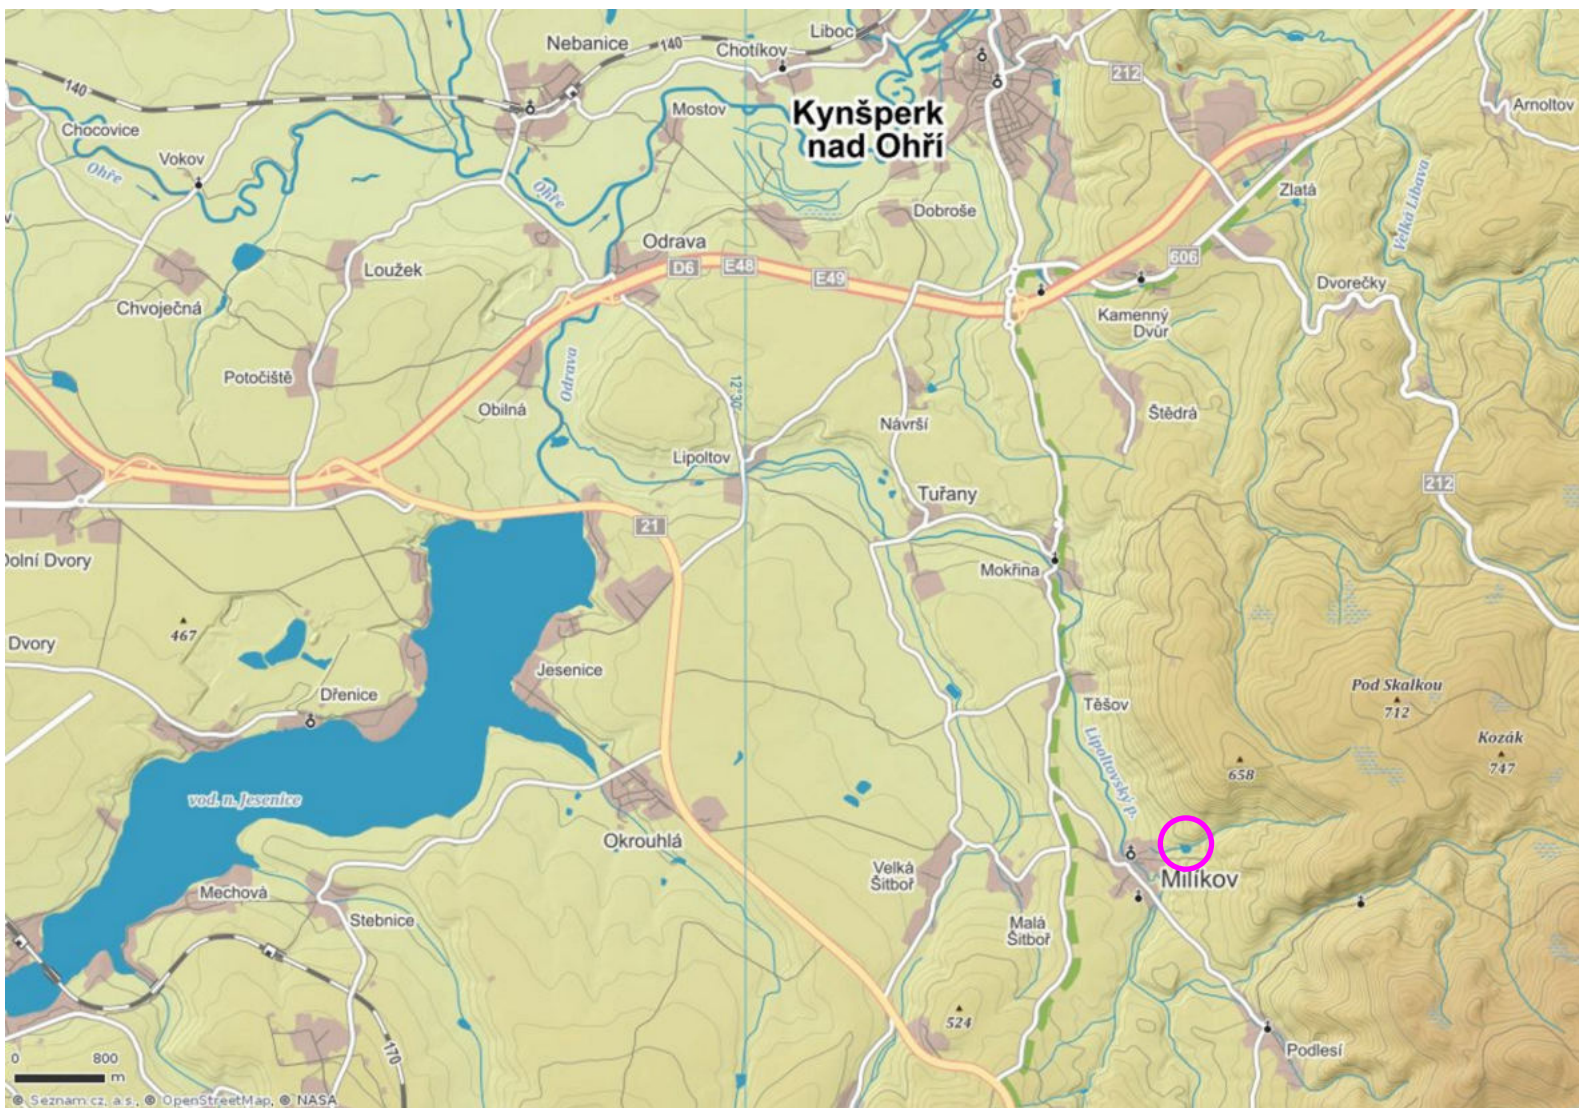 Liboc
Nebanice
140
Chotíkov
212
140
Mostov
Arnoltov
Chocovice
Kynšperk
nad Ohří
Vokov
Ohře
Ohře
Zlatá
Velká Libava
Dobroše
Odrava
606
Loužek
D6
E48
E49
Dvorečky
Chvoječná
Kamenný
Dvůr
Odrava
Potočiště
12°30'
Obilná
Návrší
Štědrá
Lipoltov
212
Tuřany
21
Dolní Dvory
Mokřina
467
Dvory
Jesenice
Dřenice
Pod Skalkou
712
Těšov
Kozák
747
Lipoltovský p.
658
vod. n. Jesenice
Okrouhlá
Velká
Šitboř
Milíkov
Mechová
Stebnice
Malá
Šitboř
524
170
Podlesí
0 800
m
© Seznam.cz, a.s., © OpenStreetMap, © NASA